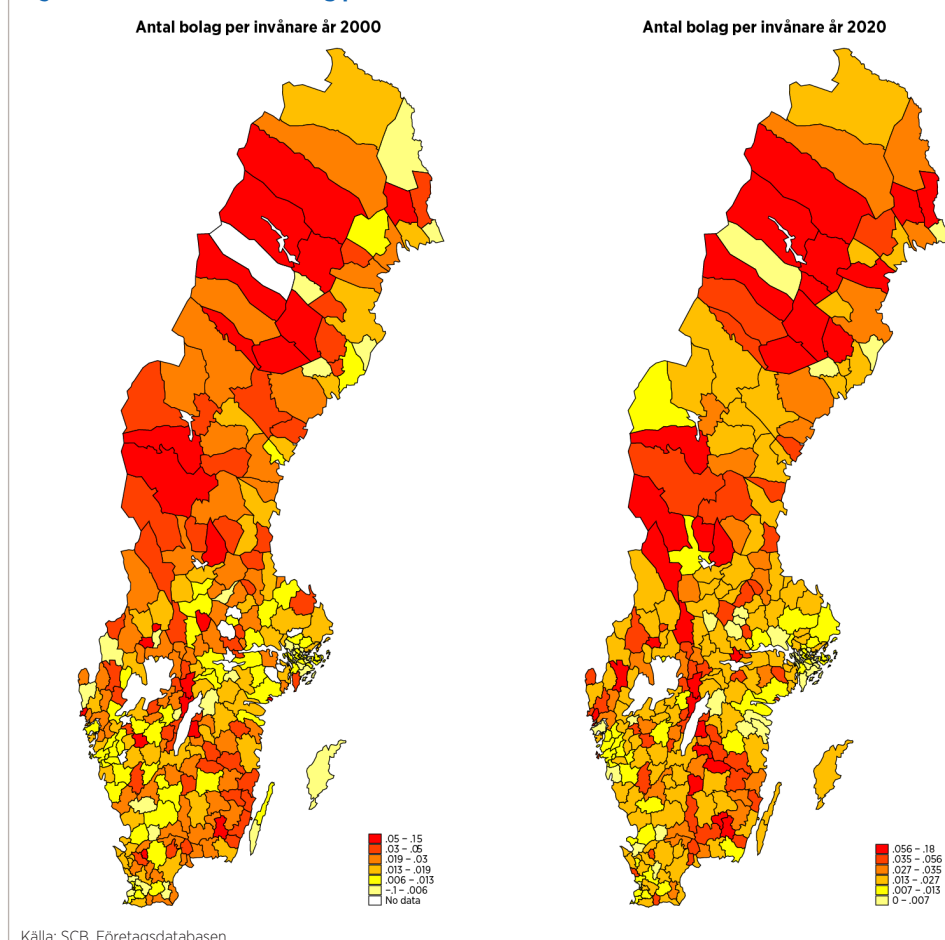 Antal bolag per invånare år 2000
Antal bolag per invånare år 2020
.05 – .15
.03 – .05
.019 – .03
.013 – .019
.006 – .013
–.1 – .006
No data
.056 – .18
.035 – .056
.027 – .035
.013 – .027
.007 – .013
0 – .007
Källa: SCB, Företagsdatabasen